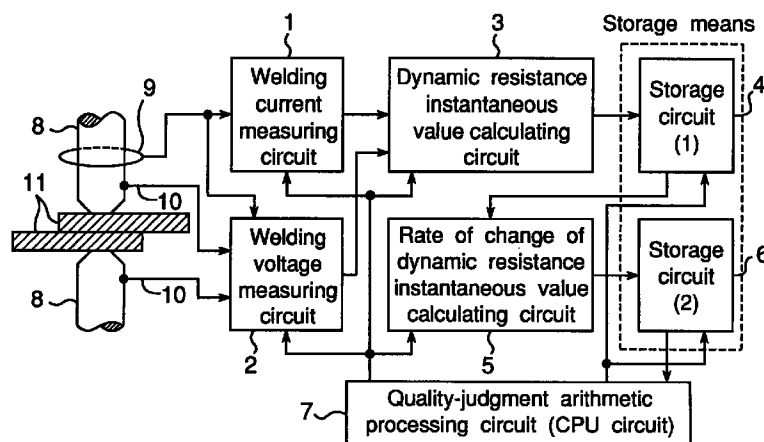 Storage means
1
3
Welding
current
measuring
circuit
Dynamic resistance
instantaneous
value calculating
circuit
Storage
circuit
(1)
4
8
9
10
11
Welding
voltage
measuring
circuit
Rate of change of
dynamic resistance
instantaneous value
calculating circuit
Storage
circuit
(2)
6
8
10
2
5
7
Quality-judgment arithmetic
processing circuit (CPU circuit)